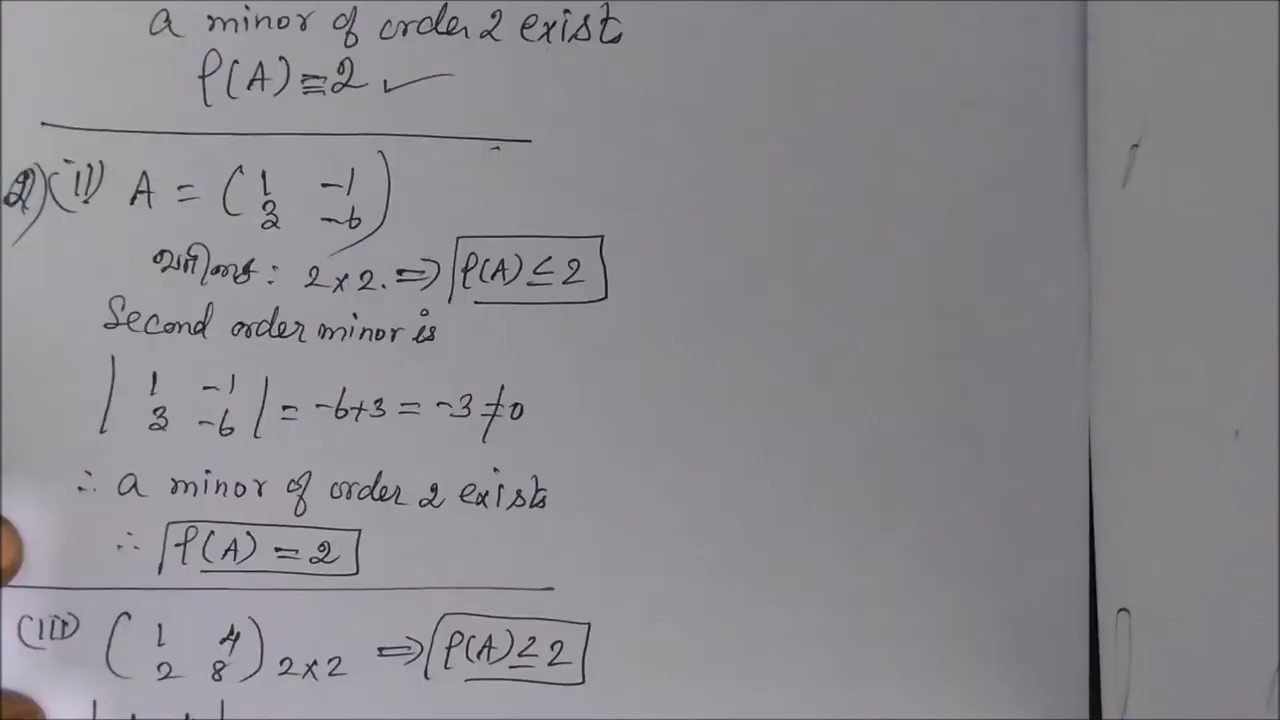 a minor of order 2 exist
ρ(A) = 2 ✓
2)(ii) A = ( 1 -1
3 -6 )
வரிசை : 2×2. ⇒ ρ(A) ≤ 2
Second order minor is
| 1 -1
3 -6 | = -6+3 = -3 ≠ 0
∴ a minor of order 2 exists
∴ ρ(A) = 2
(iii) ( 1 4
2 8 ) 2×2 ⇒ ρ(A) ≤ 2